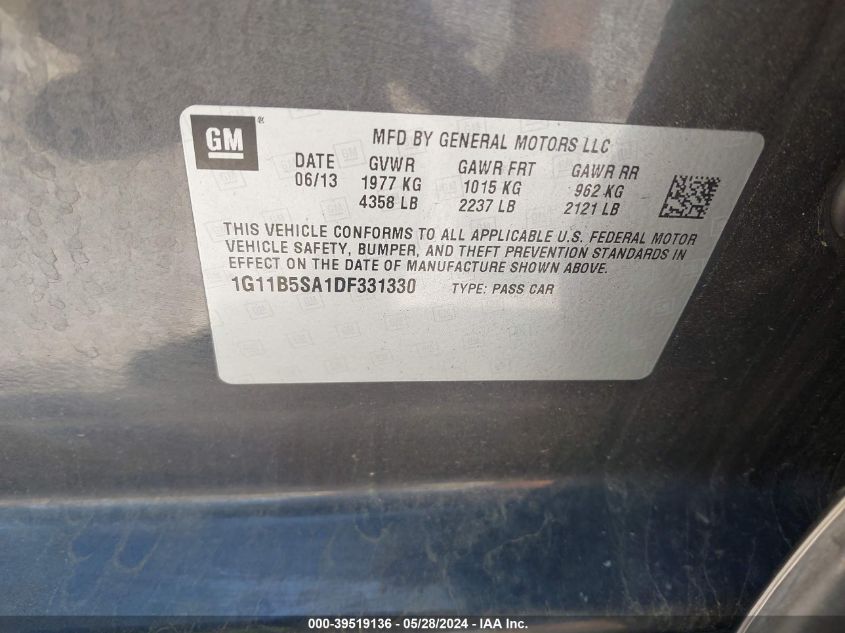 GM ®
MFD BY GENERAL MOTORS LLC
DATE GVWR GAWR FRT GAWR RR
06/13 1977 KG 1015 KG 962 KG
4358 LB 2237 LB 2121 LB
THIS VEHICLE CONFORMS TO ALL APPLICABLE U.S. FEDERAL MOTOR
VEHICLE SAFETY, BUMPER, AND THEFT PREVENTION STANDARDS IN
EFFECT ON THE DATE OF MANUFACTURE SHOWN ABOVE.
1G11B5SA1DF331330 TYPE: PASS CAR
000-39519136 - 05/28/2024 - IAA Inc.